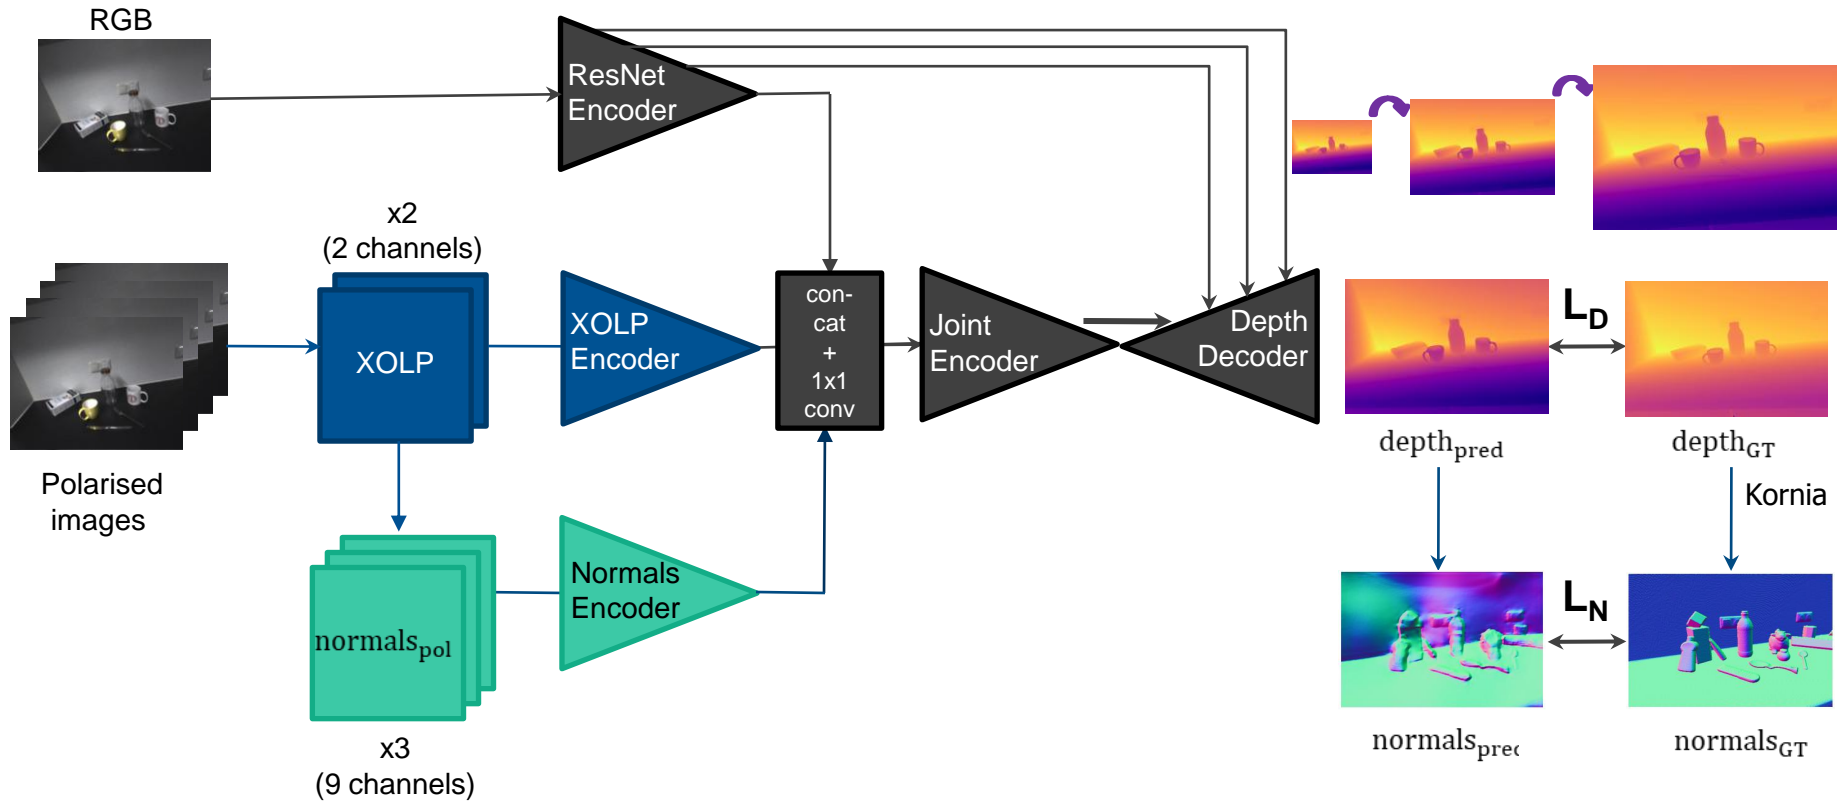 RGB
ResNet
Encoder
x2
(2 channels)
XOLP
XOLP
Encoder
con-
cat
+
1x1
conv
Joint
Encoder
Depth
Decoder
Polarised
images
normals_pol
x3
(9 channels)
Normals
Encoder
L_D
depth_pred
depth_GT
Kornia
L_N
normals_pred
normals_GT